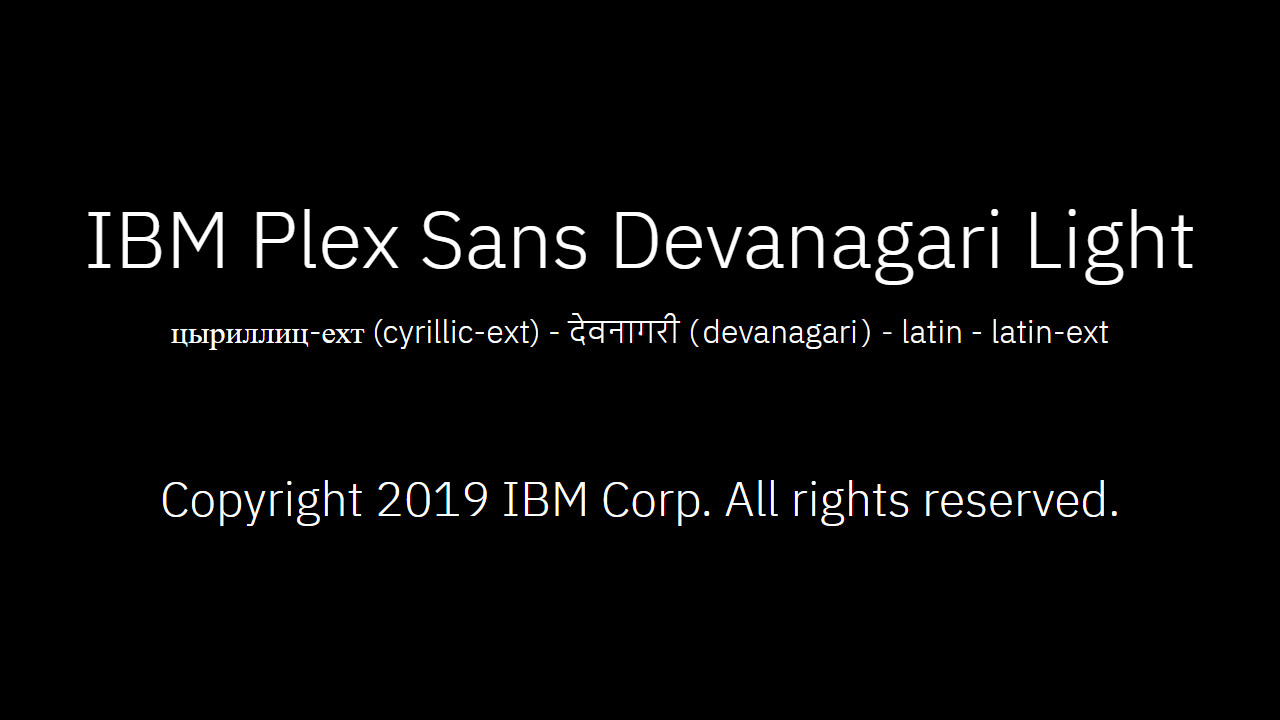 IBM Plex Sans Devanagari Light
цыриллиц-ехт (cyrillic-ext) - देवनागरी (devanagari) - latin - latin-ext
Copyright 2019 IBM Corp. All rights reserved.